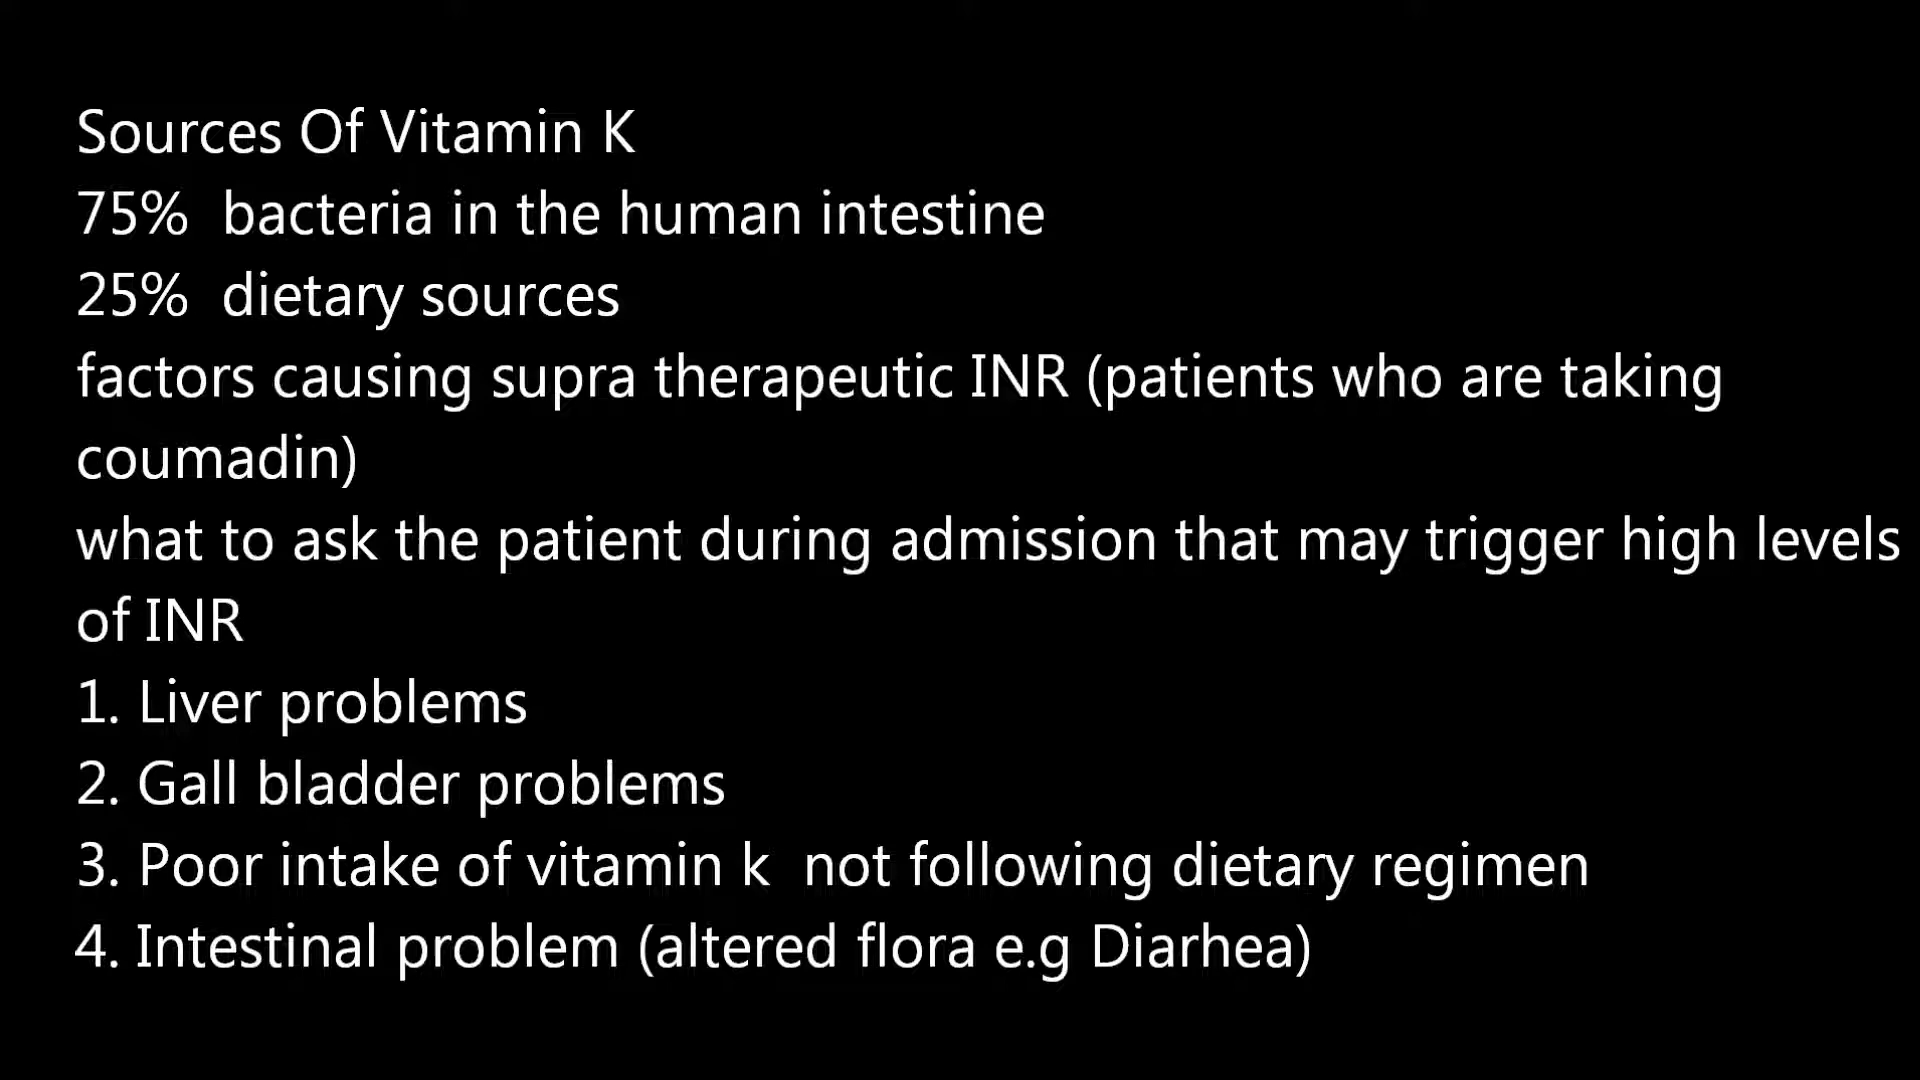 Sources Of Vitamin K
75%  bacteria in the human intestine
25%  dietary sources
factors causing supra therapeutic INR (patients who are taking
coumadin)
what to ask the patient during admission that may trigger high levels
of INR
1. Liver problems
2. Gall bladder problems
3. Poor intake of vitamin k  not following dietary regimen
4. Intestinal problem (altered flora e.g Diarhea)